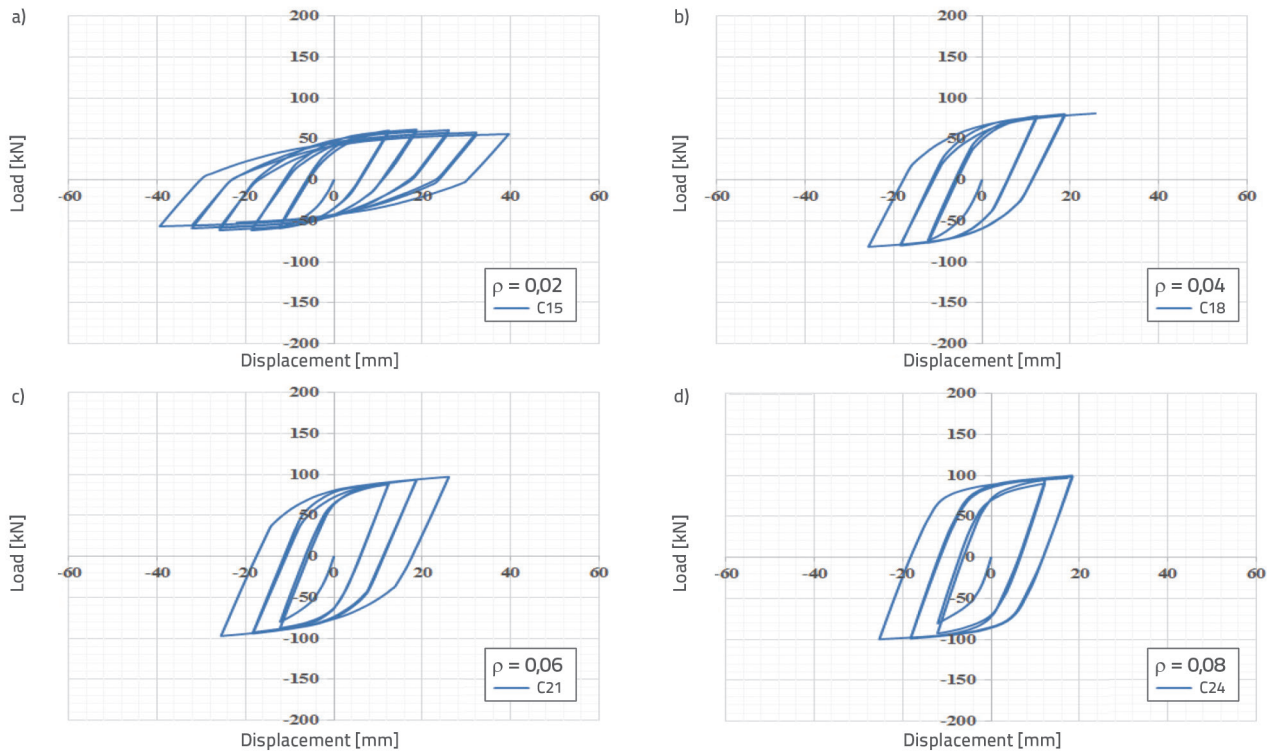 a)
200
150
100
50
0
-50
-100
-150
-200
-60 -40 -20 0 20 40 60
Load [kN]
Displacement [mm]
ρ = 0,02
C15
b)
200
150
100
50
0
-50
-100
-150
-200
-60 -40 -20 0 20 40 60
Load [kN]
Displacement [mm]
ρ = 0,04
C18
c)
200
150
100
50
0
-50
-100
-150
-200
-60 -40 -20 0 20 40 60
Load [kN]
Displacement [mm]
ρ = 0,06
C21
d)
200
150
100
50
0
-50
-100
-150
-200
-60 -40 -20 0 20 40 60
Load [kN]
Displacement [mm]
ρ = 0,08
C24